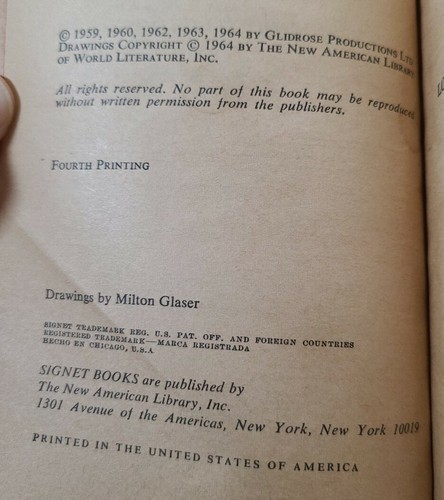 © 1959, 1960, 1962, 1963, 1964 BY GLIDROSE PRODUCTIONS LTD.
DRAWINGS COPYRIGHT © 1964 BY THE NEW AMERICAN LIBRARY
OF WORLD LITERATURE, INC.
All rights reserved. No part of this book may be reproduced
without written permission from the publishers.
FOURTH PRINTING
Drawings by Milton Glaser
SIGNET TRADEMARK REG. U.S. PAT. OFF. AND FOREIGN COUNTRIES
REGISTERED TRADEMARK—MARCA REGISTRADA
HECHO EN CHICAGO, U.S.A.
SIGNET BOOKS are published by
The New American Library, Inc.
1301 Avenue of the Americas, New York, New York 10019
PRINTED IN THE UNITED STATES OF AMERICA